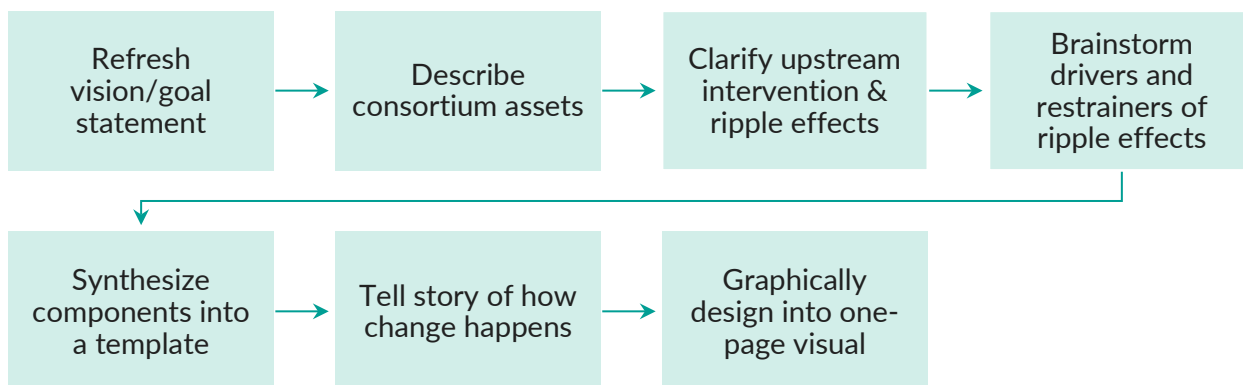 Refresh
vision/goal
statement
Describe
consortium assets
Clarify upstream
intervention &
ripple effects
Brainstorm
drivers and
restrainers of
ripple effects
Synthesize
components into
a template
Tell story of how
change happens
Graphically
design into one-
page visual